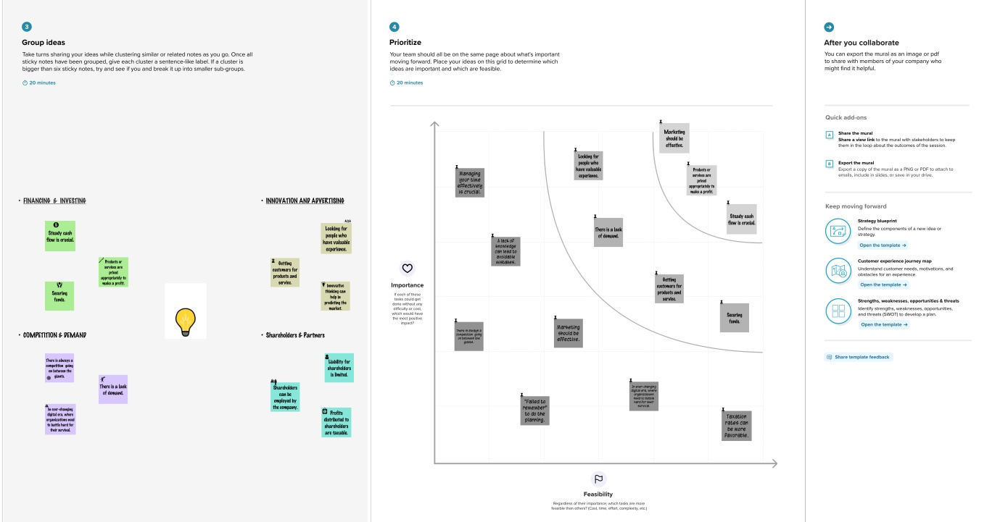 3
Group ideas
Take turns sharing your ideas while clustering similar or related notes as you go. Once all
sticky notes have been grouped, give each cluster a sentence-like label. If a cluster is
bigger than six sticky notes, try and see if you and break it up into smaller sub-groups.
20 minutes
• FINANCING & INVESTING
Steady cash
flow is crucial.
Products or
services are
priced
appropriately to
make a profit.
Securing
funds.
• INNOVATION AND ADVERTISING
Looking for
people who
have valuable
experience.
Getting
customers for
products and
service.
Innovative
thinking can
help in
predicting the
market.
• COMPETITION & DEMAND
There is always a
competition going
on between the
giants.
There is a lack
of demand.
In ever-changing
digital era, where
organizations need
to battle hard for
their survival.
• Shareholders & Partners
Liability for
shareholders
is limited.
Shareholders
can be
employed by
the company.
Profits
distributed to
shareholders
are taxable.
4
Prioritize
Your team should all be on the same page about what's important
moving forward. Place your ideas on this grid to determine which
ideas are important and which are feasible.
20 minutes
Marketing
should be
effective.
Looking for
people who
have valuable
experience.
Products or
services are
priced
appropriately to
make a profit.
Managing
your time
effectively
is crucial.
Steady cash
flow is crucial.
There is a lack
of demand.
A lack of
knowledge
can lead to
avoidable
mistakes.
Getting
customers for
products and
service.
Securing
funds.
Marketing
should be
effective.
There is always a
competition going
on between the
giants.
In ever-changing
digital era, where
organizations
need to battle
hard for their
survival.
"Failed to
remember"
to do the
planning.
Taxation
rates can
be more
favorable.
Importance
If each of these
tasks could get
done without any
difficulty or cost,
which would have
the most positive
impact?
Feasibility
Regardless of their importance, which tasks are more
feasible than others? (Cost, time, effort, complexity, etc.)
After you collaborate
You can export the mural as an image or pdf
to share with members of your company who
might find it helpful.
Quick add-ons
A
Share the mural
Share a view link to the mural with stakeholders to keep
them in the loop about the outcomes of the session.
B
Export the mural
Export a copy of the mural as a PNG or PDF to attach to
emails, include in slides, or save in your drive.
Keep moving forward
Strategy blueprint
Define the components of a new idea or
strategy.
Open the template →
Customer experience journey map
Understand customer needs, motivations, and
obstacles for an experience.
Open the template →
Strengths, weaknesses, opportunities & threats
Identify strengths, weaknesses, opportunities,
and threats (SWOT) to develop a plan.
Open the template →
Share template feedback